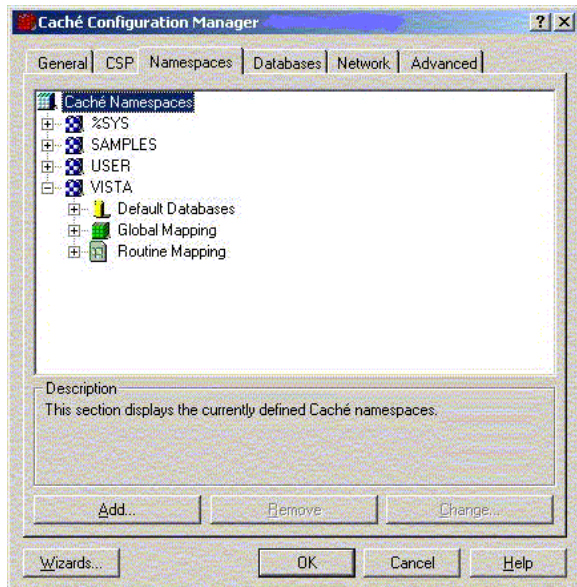 Caché Configuration Manager
General CSP Namespaces Databases Network Advanced
Caché Namespaces
%SYS
SAMPLES
USER
VISTA
Default Databases
Global Mapping
Routine Mapping
Description
This section displays the currently defined Caché namespaces.
Add... Remove Change...
Wizards... OK Cancel Help